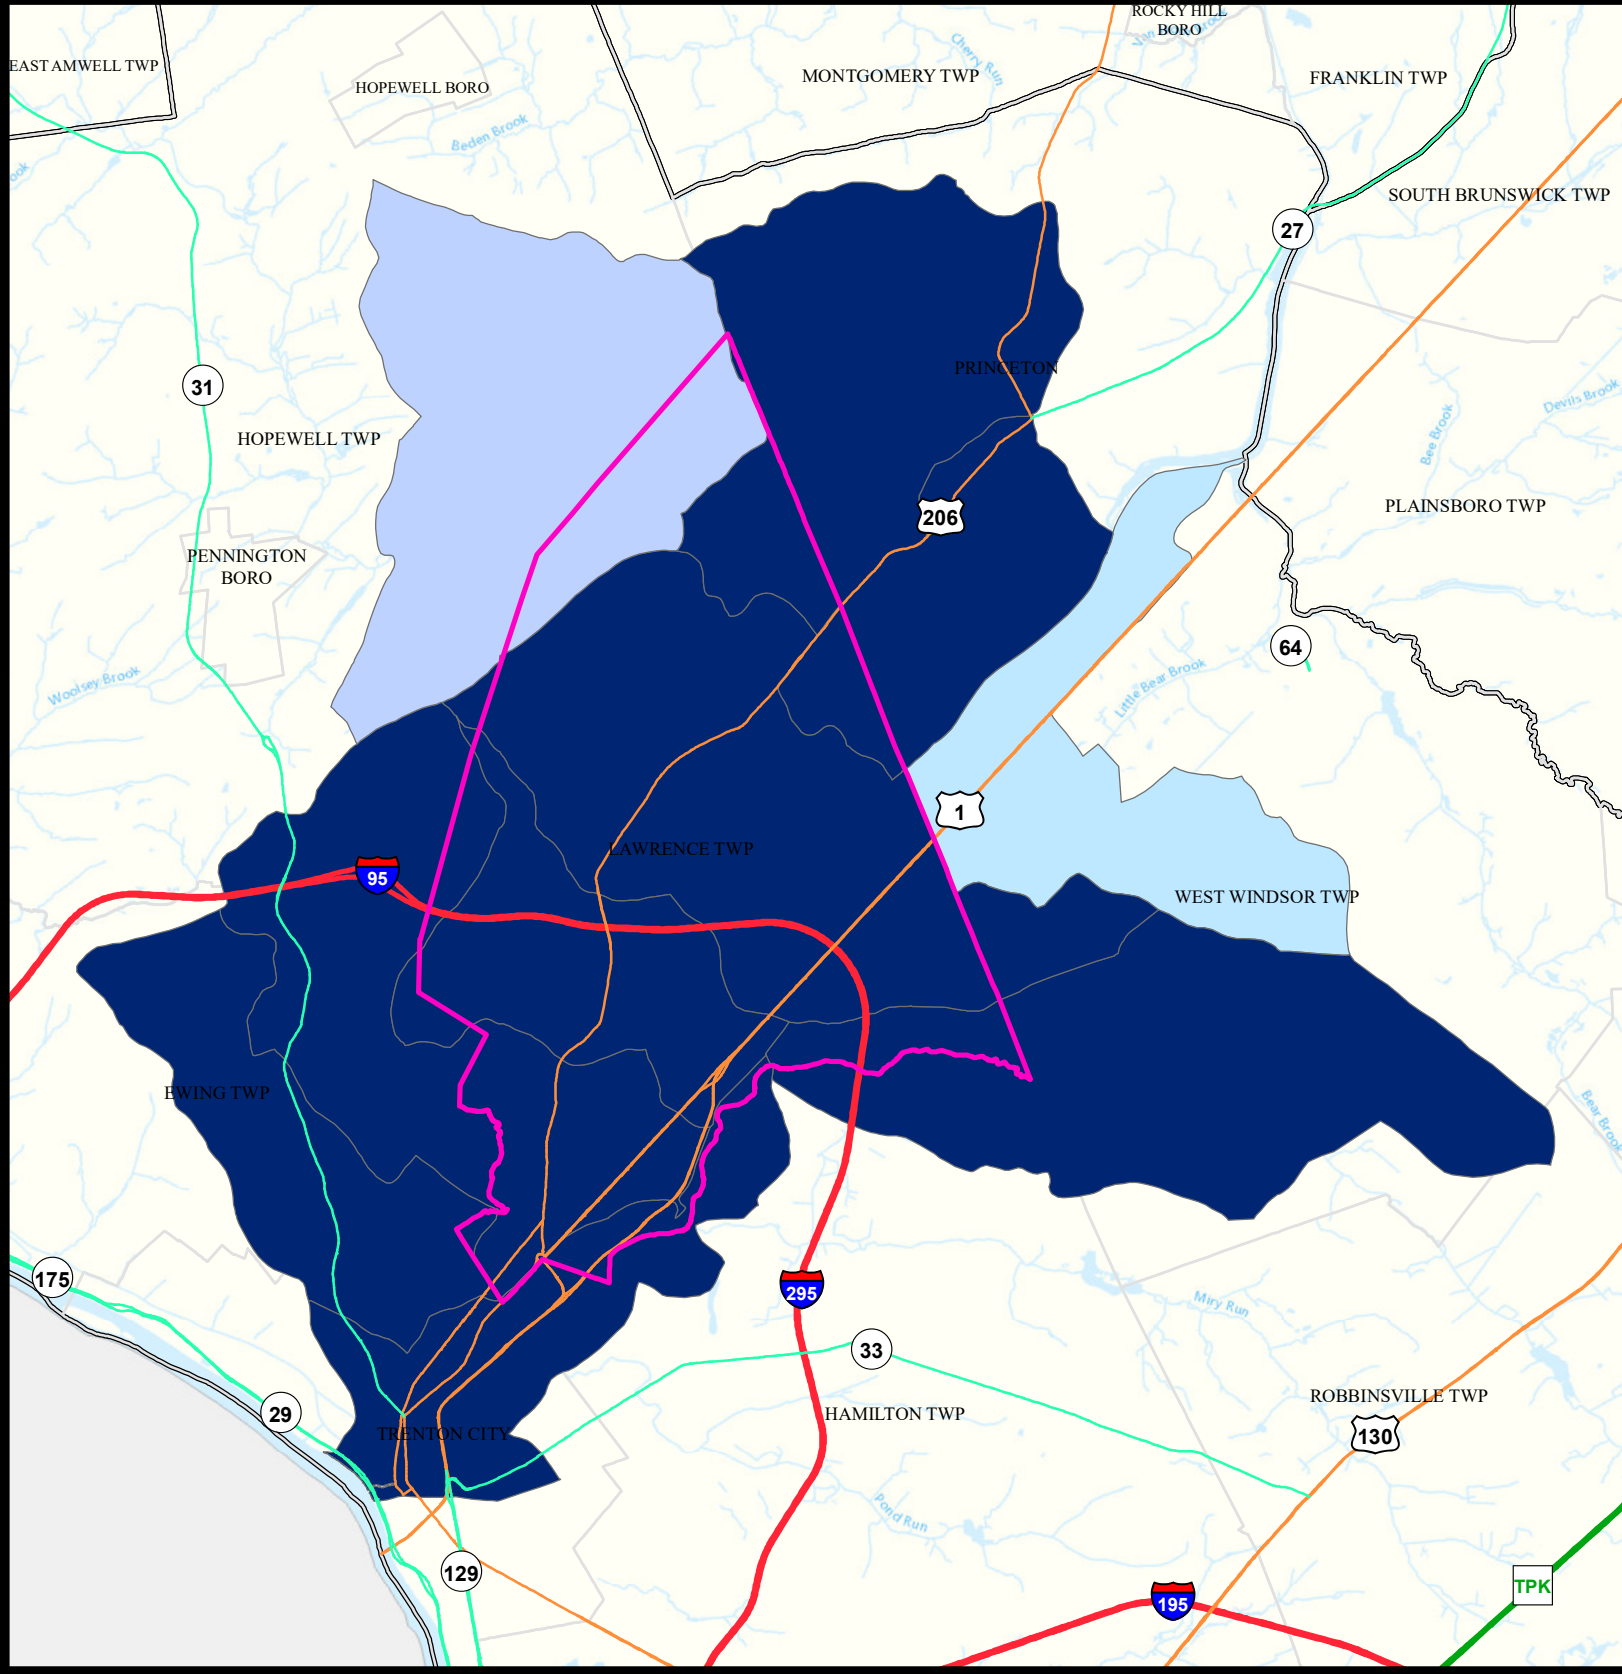 ROCKY HILL
BORO
EAST AMWELL TWP
HOPEWELL BORO
MONTGOMERY TWP
Cherry Run
FRANKLIN TWP
Beden Brook
SOUTH BRUNSWICK TWP
27
31
PRINCETON
HOPEWELL TWP
Devils Brook
Bee Brook
206
PLAINSBORO TWP
PENNINGTON
BORO
64
Woolsey Brook
Little Bear Brook
1
LAWRENCE TWP
95
WEST WINDSOR TWP
EWING TWP
Bear Brook
175
295
Miry Run
33
29
TRENTON CITY
HAMILTON TWP
ROBBINSVILLE TWP
130
Pond Run
129
195
TPK